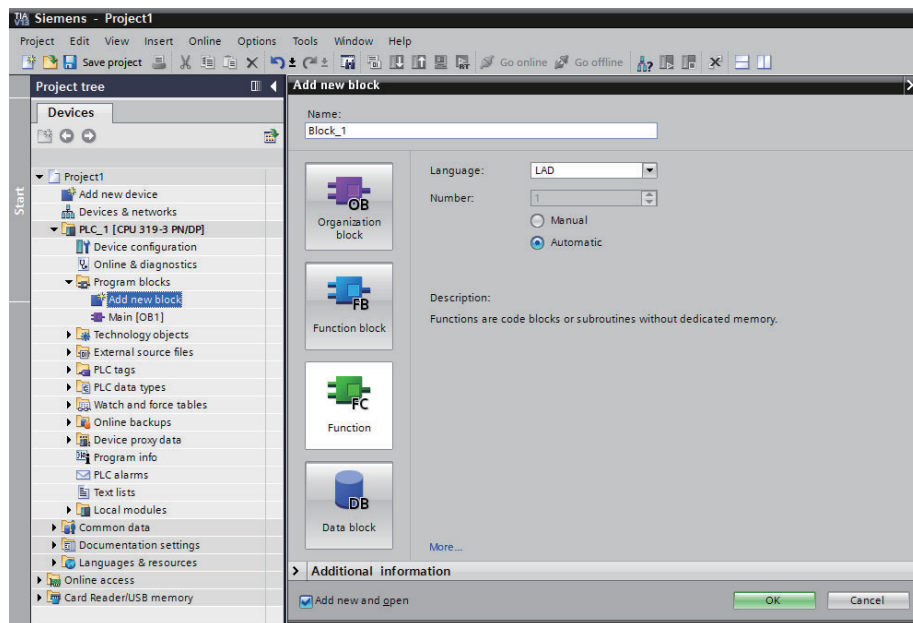 Siemens - Project1
Project Edit View Insert Online Options Tools Window Help
Save project Go online Go offline
Project tree
Devices
Start
Project1
Add new device
Devices & networks
PLC_1 [CPU 319-3 PN/DP]
Device configuration
Online & diagnostics
Program blocks
Add new block
Main [OB1]
Technology objects
External source files
PLC tags
PLC data types
Watch and force tables
Online backups
Device proxy data
Program info
PLC alarms
Text lists
Local modules
Common data
Documentation settings
Languages & resources
Online access
Card Reader/USB memory
Add new block
Name:
Block_1
OB
Organization
block
FB
Function block
FC
Function
DB
Data block
Language: LAD
Number: 1
Manual
Automatic
Description:
Functions are code blocks or subroutines without dedicated memory.
More...
Additional information
Add new and open
OK Cancel